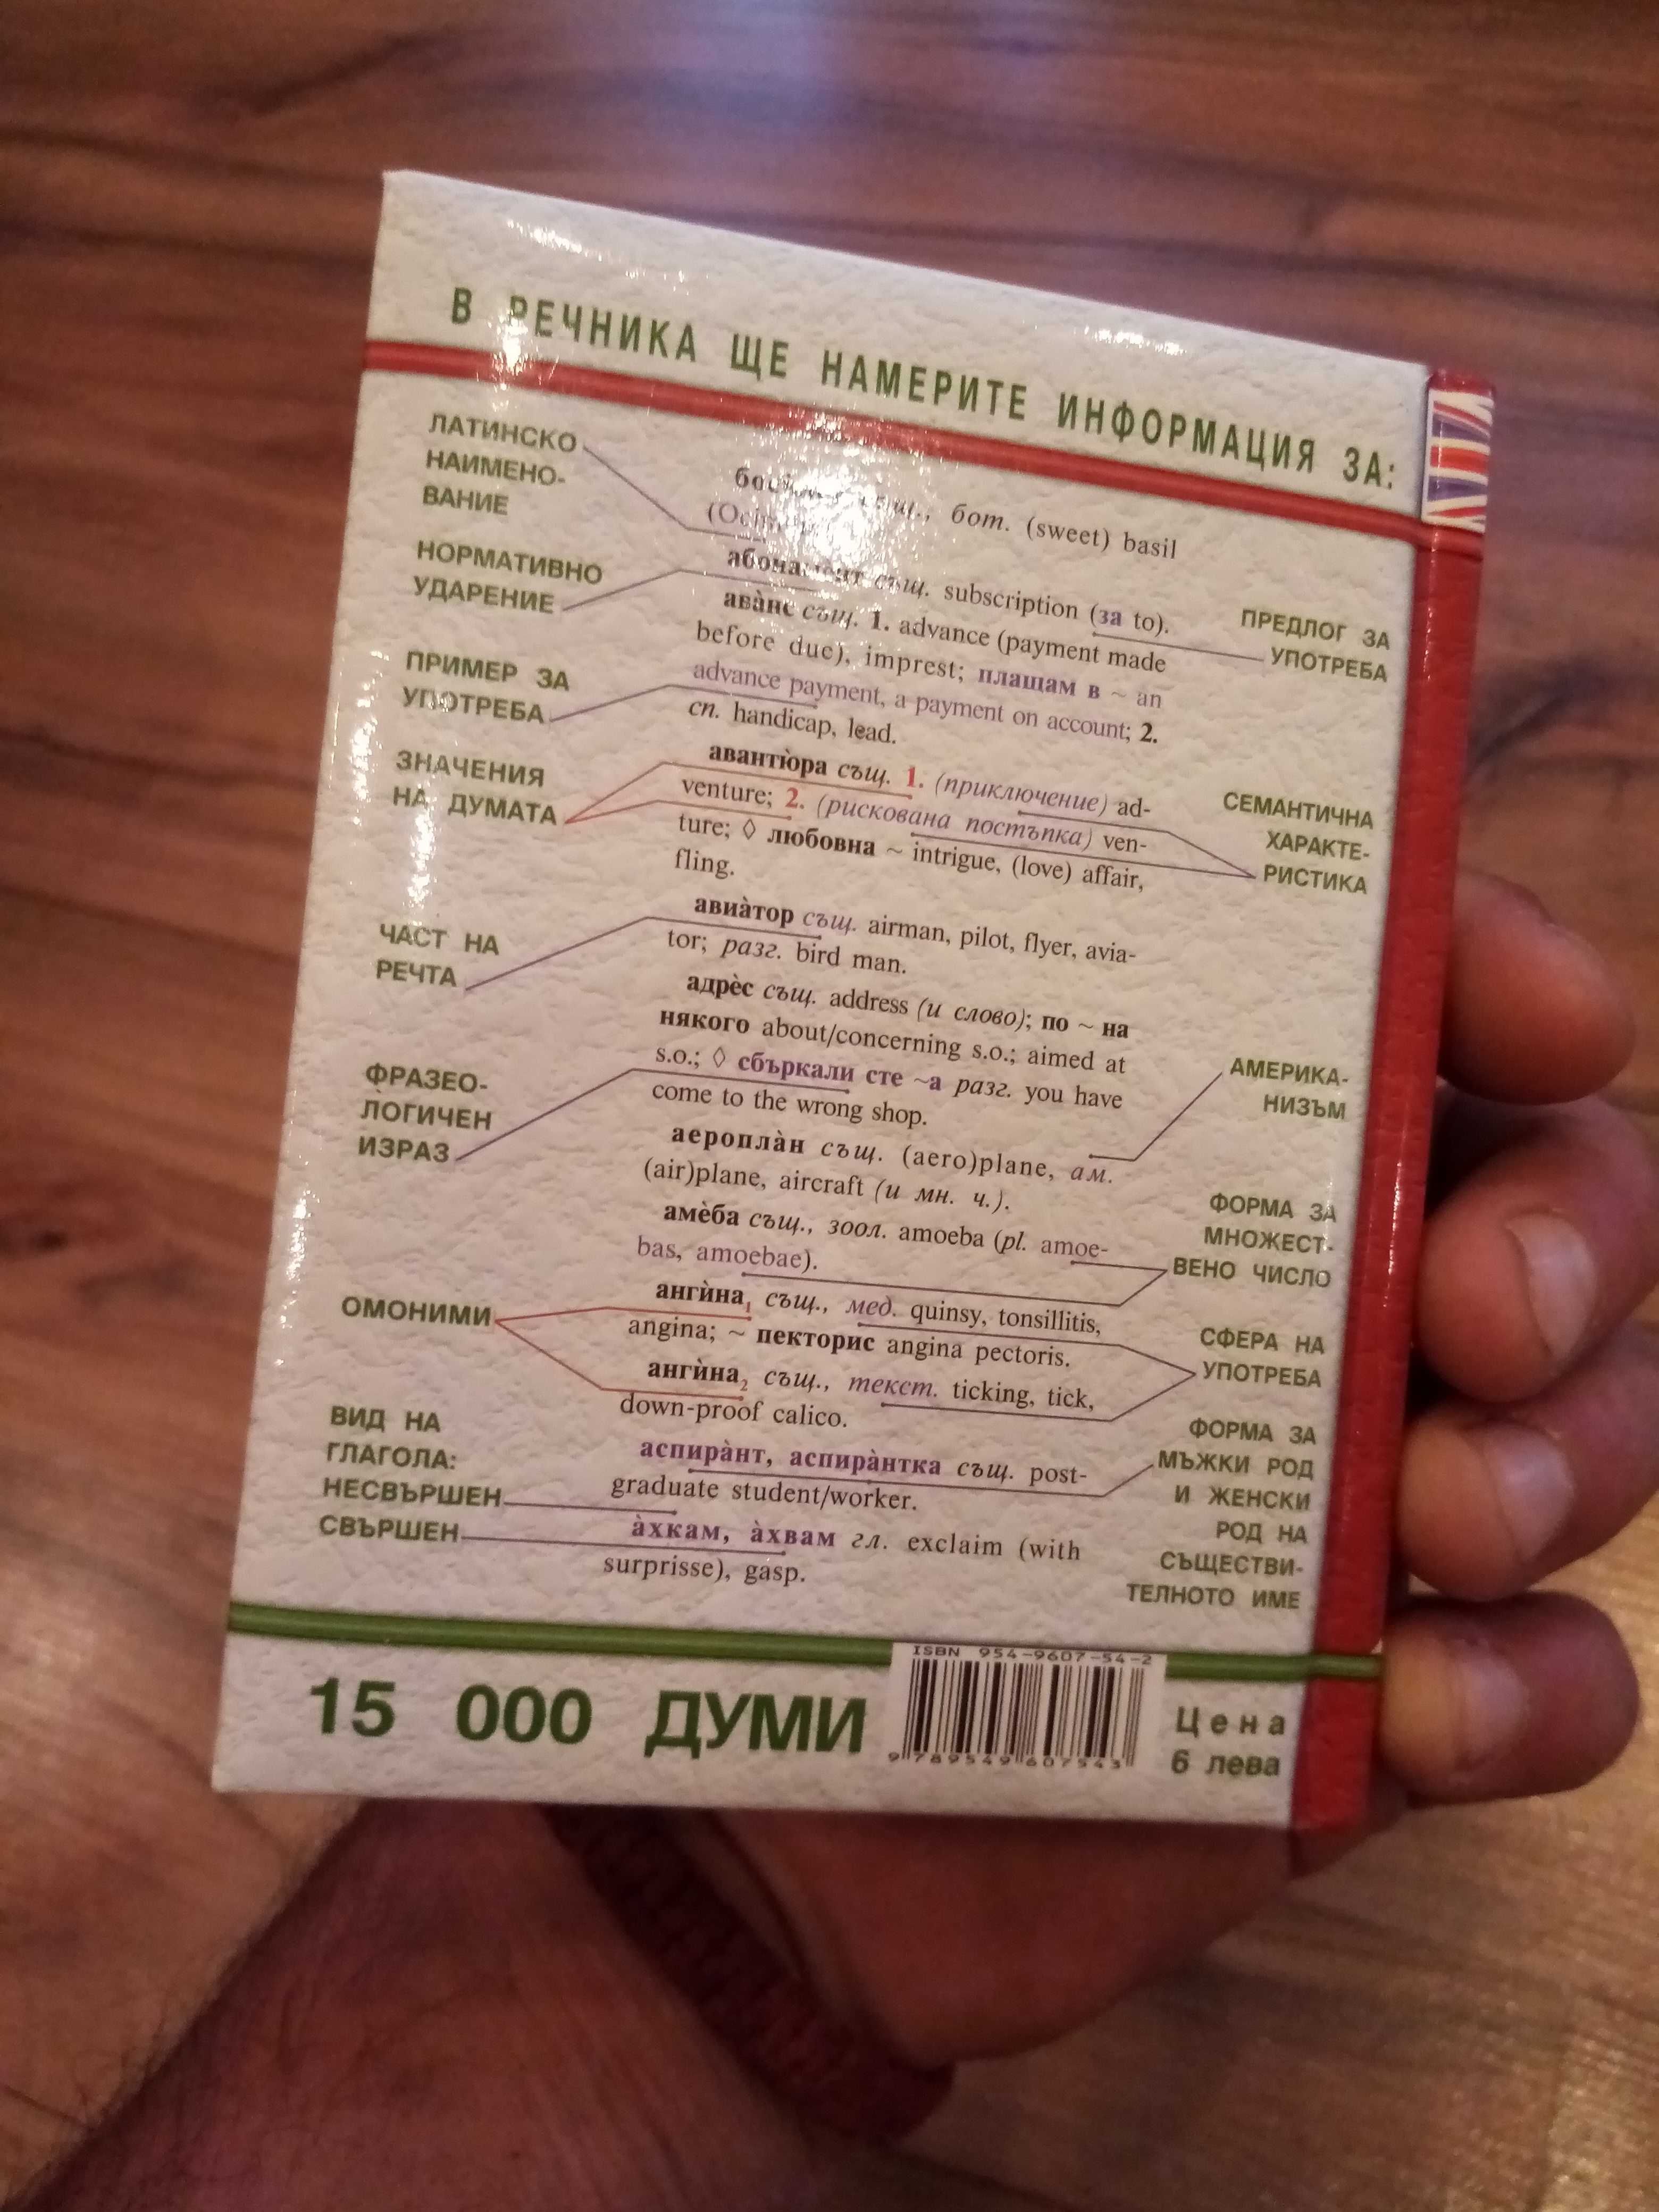 В РЕЧНИКА ЩЕ НАМЕРИТЕ ИНФОРМАЦИЯ ЗА:
ЛАТИНСКО
НАИМЕНО-
ВАНИЕ
НОРМАТИВНО
УДАРЕНИЕ
ПРИМЕР ЗА
УПОТРЕБА
ЗНАЧЕНИЯ
НА ДУМАТА
ЧАСТ НА
РЕЧТА
ФРАЗЕО-
ЛОГИЧЕН
ИЗРАЗ
ОМОНИМИ
ВИД НА
ГЛАГОЛА:
НЕСВЪРШЕН
СВЪРШЕН
бот. (sweet) basil
същ. subscription (за to).
ава̀нс същ. 1. advance (payment made
before due), imprest; плащам в ~ an
advance payment, a payment on account; 2.
сп. handicap, lead.
авантю̀ра същ. 1. (приключение) ad-
venture; 2. (рискована постъпка) ven-
ture; ◊ любовна ~ intrigue, (love) affair,
fling.
авиа̀тор същ. airman, pilot, flyer, avia-
tor; разг. bird man.
адрѐс същ. address (и слово); по ~ на
някого about/concerning s.o.; aimed at
s.o.; ◊ сбъркали сте ~а разг. you have
come to the wrong shop.
аеропла̀н същ. (aero)plane, ам.
(air)plane, aircraft (и мн. ч.).
амѐба същ., зоол. amoeba (pl. amoe-
bas, amoebae).
ангѝна₁ същ., мед. quinsy, tonsillitis,
angina; ~ пекторис angina pectoris.
ангѝна₂ същ., текст. ticking, tick,
down-proof calico.
аспира̀нт, аспира̀нтка същ. post-
graduate student/worker.
а̀хкам, а̀хвам гл. exclaim (with
surprisse), gasp.
ПРЕДЛОГ ЗА
УПОТРЕБА
СЕМАНТИЧНА
ХАРАКТЕ-
РИСТИКА
АМЕРИКА-
НИЗЪМ
ФОРМА ЗА
МНОЖЕСТ-
ВЕНО ЧИСЛО
СФЕРА НА
УПОТРЕБА
ФОРМА ЗА
МЪЖКИ РОД
И ЖЕНСКИ
РОД НА
СЪЩЕСТВИ-
ТЕЛНОТО ИМЕ
15 000 ДУМИ
ISBN 954-9607-54-2
9 789549 607543
Цена
6 лева